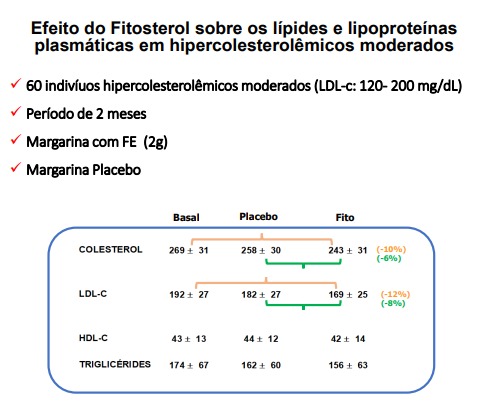 Efeito do Fitosterol sobre os lípides e lipoproteínas
plasmáticas em hipercolesterolêmicos moderados
✓ 60 indivíuos hipercolesterolêmicos moderados (LDL-c: 120- 200 mg/dL)
✓ Período de 2 meses
✓ Margarina com FE (2g)
✓ Margarina Placebo
Basal Placebo Fito
COLESTEROL 269 ± 31 258 ± 30 243 ± 31 (-10%)
(-6%)
LDL-C 192 ± 27 182 ± 27 169 ± 25 (-12%)
(-8%)
HDL-C 43 ± 13 44 ± 12 42 ± 14
TRIGLICÉRIDES 174 ± 67 162 ± 60 156 ± 63